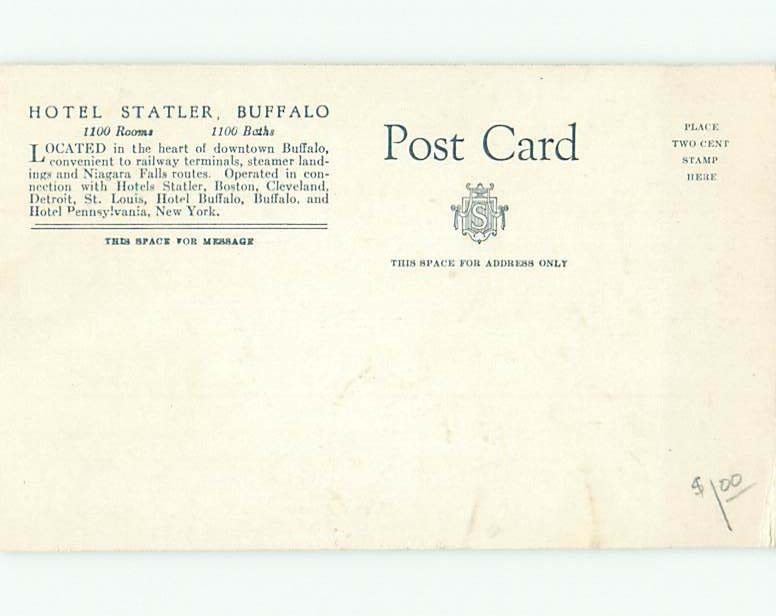 HOTEL STATLER, BUFFALO
1100 Rooms 1100 Baths
LOCATED in the heart of downtown Buffalo,
convenient to railway terminals, steamer land-
ings and Niagara Falls routes. Operated in con-
nection with Hotels Statler, Boston, Cleveland,
Detroit, St. Louis, Hotel Buffalo, Buffalo, and
Hotel Pennsylvania, New York.
THIS SPACE FOR MESSAGE
Post Card
S
THIS SPACE FOR ADDRESS ONLY
PLACE
TWO CENT
STAMP
HERE
$1.00